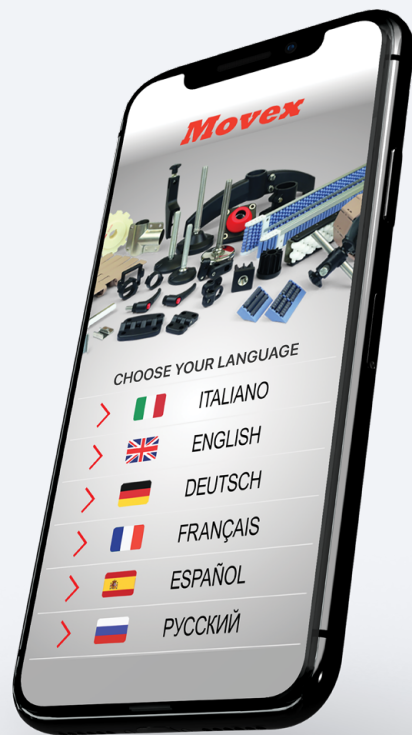 Movex
CHOOSE YOUR LANGUAGE
ITALIANO
ENGLISH
DEUTSCH
FRANÇAIS
ESPAÑOL
РУССКИЙ